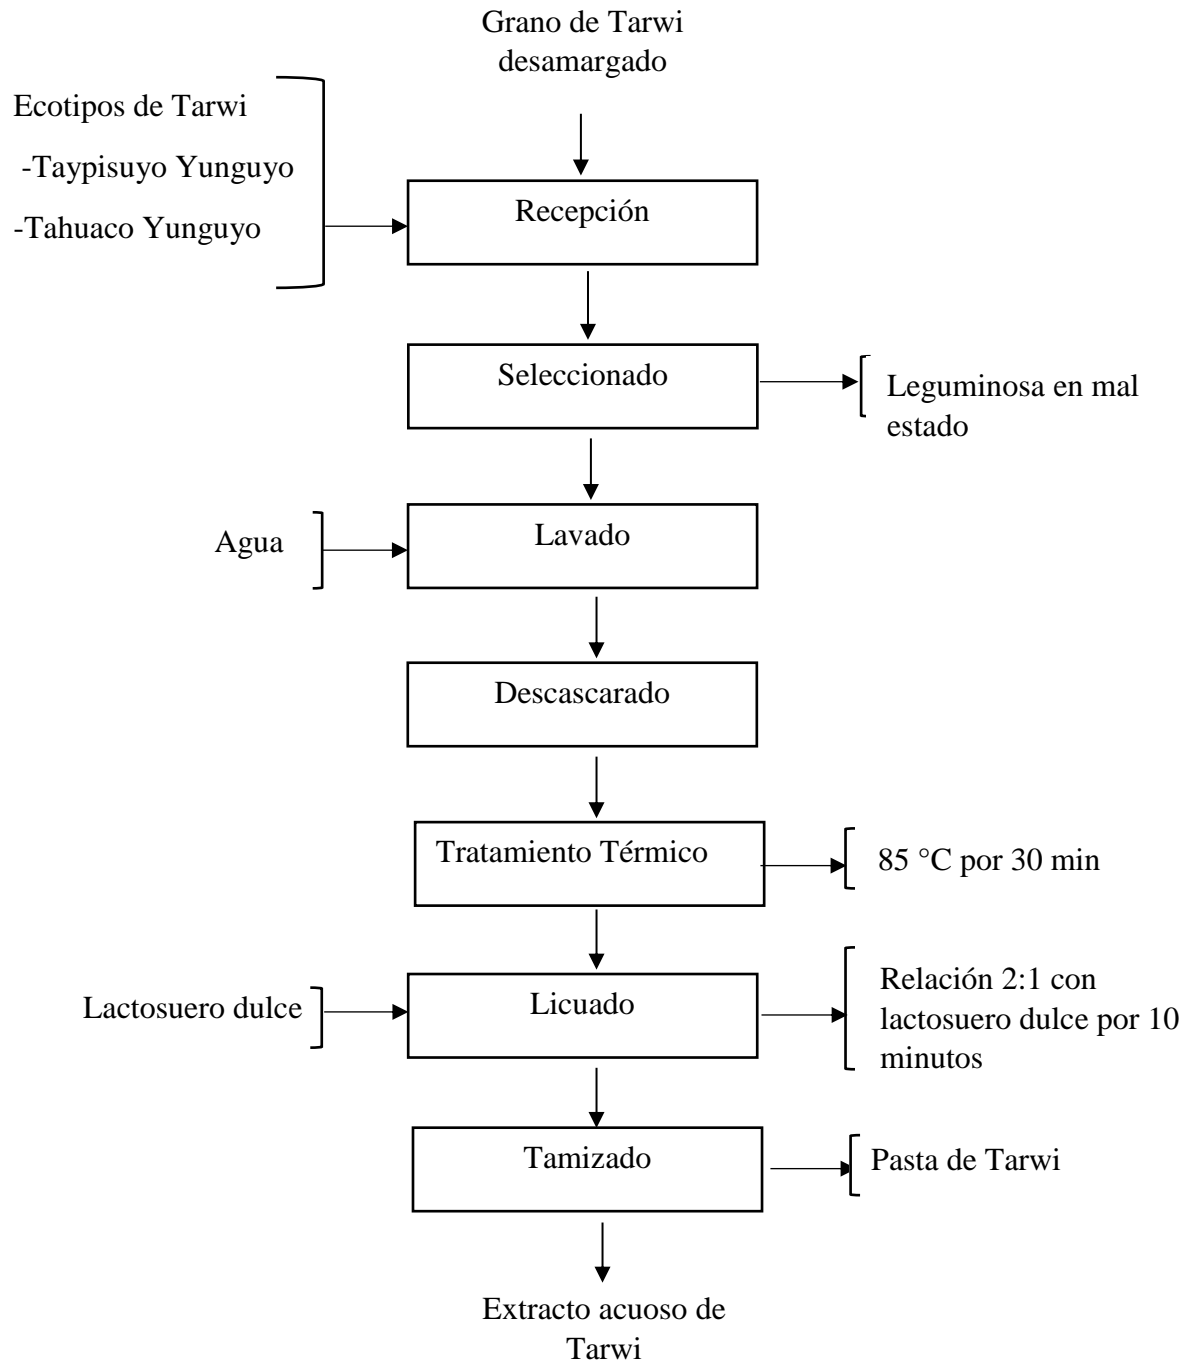 Grano de Tarwi
desamargado
Ecotipos de Tarwi
-Taypisuyo Yunguyo
-Tahuaco Yunguyo
Recepción
Seleccionado
Leguminosa en mal
estado
Agua
Lavado
Descascarado
Tratamiento Térmico
85 °C por 30 min
Lactosuero dulce
Licuado
Relación 2:1 con
lactosuero dulce por 10
minutos
Tamizado
Pasta de Tarwi
Extracto acuoso de
Tarwi